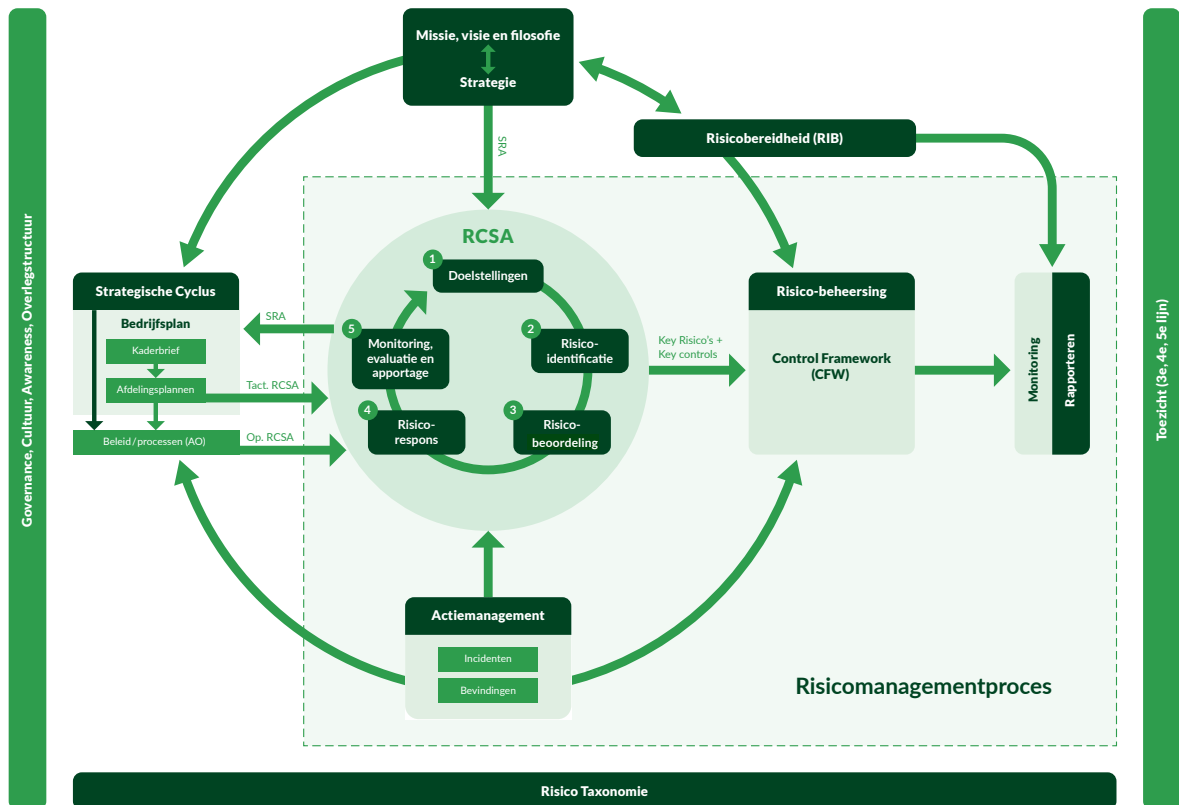 Missie, visie en filosofie
Strategie
SRA
Risicobereidheid (RIB)
Governance, Cultuur, Awareness, Overlegstructuur
Toezicht (3e, 4e, 5e lijn)
RCSA
1
Doelstellingen
2
Risico-
identificatie
3
Risico-
beoordeling
4
Risico-
respons
5
Monitoring,
evaluatie en
apportage
Strategische Cyclus
Bedrijfsplan
Kaderbrief
Afdelingsplannen
Beleid/processen (AO)
SRA
Tact. RCSA
Op. RCSA
Key Risico's +
Key controls
Risico-beheersing
Control Framework
(CFW)
Monitoring
Rapporteren
Actiemanagement
Incidenten
Bevindingen
Risicomanagementproces
Risico Taxonomie